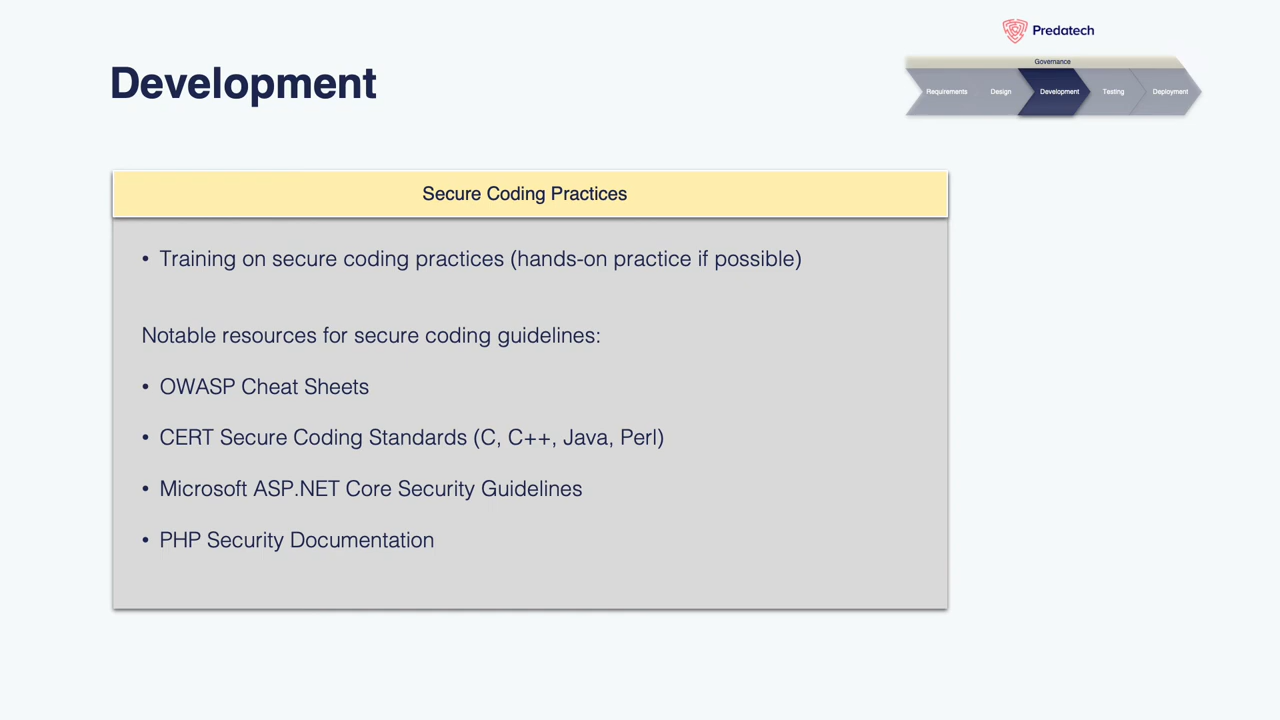 Predatech
Development
Governance
Requirements
Design
Development
Testing
Deployment
Secure Coding Practices
• Training on secure coding practices (hands-on practice if possible)
Notable resources for secure coding guidelines:
• OWASP Cheat Sheets
• CERT Secure Coding Standards (C, C++, Java, Perl)
• Microsoft ASP.NET Core Security Guidelines
• PHP Security Documentation